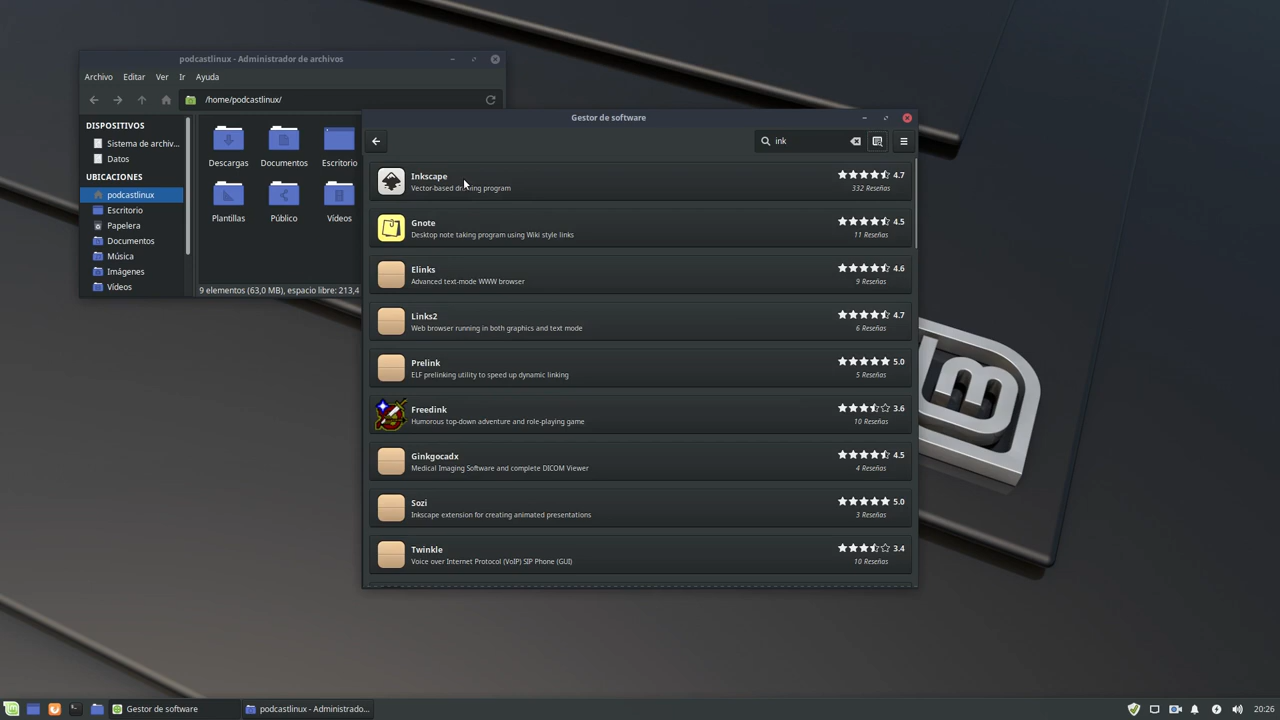 podcastlinux - Administrador de archivos
Archivo Editar Ver Ir Ayuda
/home/podcastlinux/
DISPOSITIVOS
Sistema de archiv...
Datos
UBICACIONES
podcastlinux
Escritorio
Papelera
Documentos
Música
Imágenes
Vídeos
Descargas Documentos Escritorio
Plantillas Público Vídeos
9 elementos (63,0 MB), espacio libre: 213,4
Gestor de software
ink
Inkscape 4.7
Vector-based drawing program 332 Reseñas
Gnote 4.5
Desktop note taking program using Wiki style links 11 Reseñas
Elinks 4.6
Advanced text-mode WWW browser 9 Reseñas
Links2 4.7
Web browser running in both graphics and text mode 6 Reseñas
Prelink 5.0
ELF prelinking utility to speed up dynamic linking 5 Reseñas
Freedink 3.6
Humorous top-down adventure and role-playing game 10 Reseñas
Ginkgocadx 4.5
Medical Imaging Software and complete DICOM Viewer 4 Reseñas
Sozi 5.0
Inkscape extension for creating animated presentations 3 Reseñas
Twinkle 3.4
Voice over Internet Protocol (VoIP) SIP Phone (GUI) 10 Reseñas
Gestor de software
podcastlinux - Administrado...
20:26